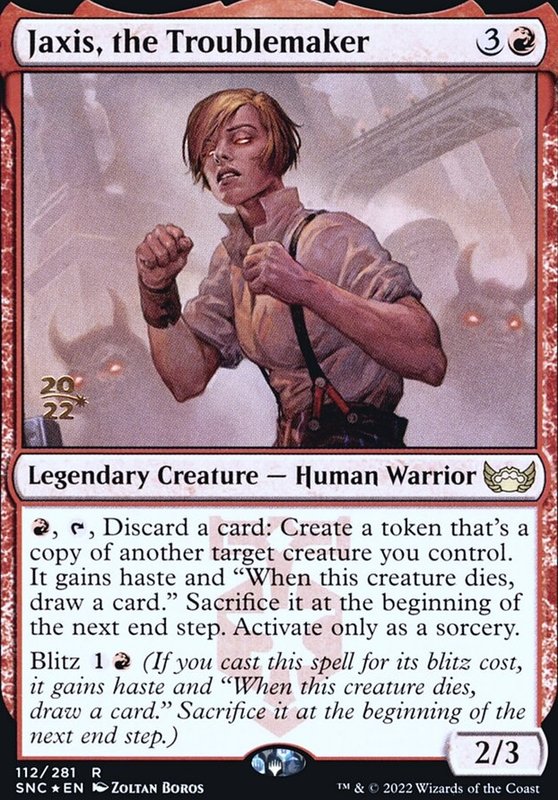 Jaxis, the Troublemaker 3
20
22
Legendary Creature — Human Warrior
, , Discard a card: Create a token that's a
copy of another target creature you control.
It gains haste and “When this creature dies,
draw a card.” Sacrifice it at the beginning of
the next end step. Activate only as a sorcery.
Blitz 1 (If you cast this spell for its blitz cost,
it gains haste and “When this creature dies,
draw a card.” Sacrifice it at the beginning of the
next end step.)
2/3
112/281 R
SNC ★ EN Zoltan Boros
™ & © 2022 Wizards of the Coast